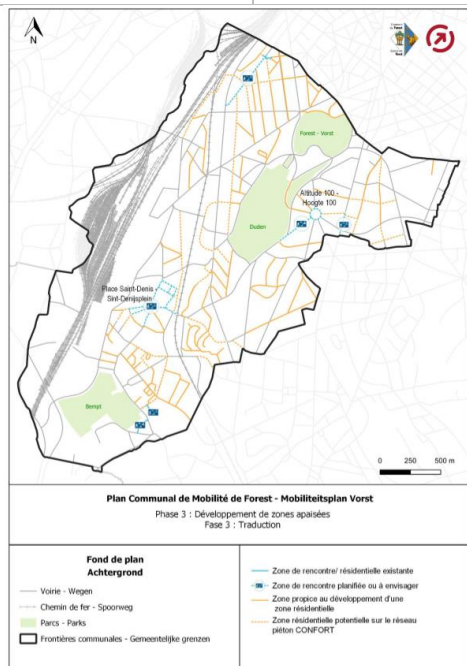 N
Forest - Vorst
Altitude 100 -
Hoogte 100
Duden
Place Saint-Denis -
Sint-Denijsplein
Bempt
0 250 500 m
Plan Communal de Mobilité de Forest - Mobiliteitsplan Vorst
Phase 3 : Développement de zones apaisées
Fase 3 : Traduction
Fond de plan
Achtergrond
Voirie - Wegen
Chemin de fer - Spoorweg
Parcs - Parks
Frontières communales - Gemeentelijke grenzen
Zone de rencontre/ résidentielle existante
Zone de rencontre planifiée ou à envisager
Zone propice au développement d'une
zone résidentielle
Zone résidentielle potentielle sur le réseau
piéton CONFORT